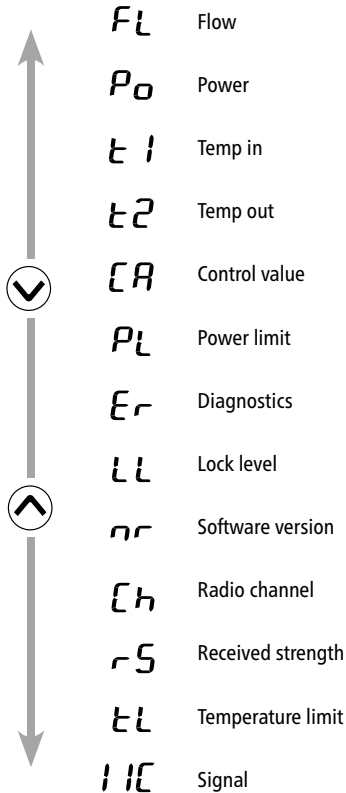 FL Flow
Po Power
t1 Temp in
t2 Temp out
CA Control value
PL Power limit
Er Diagnostics
LL Lock level
nr Software version
Ch Radio channel
rS Received strength
tL Temperature limit
11C Signal